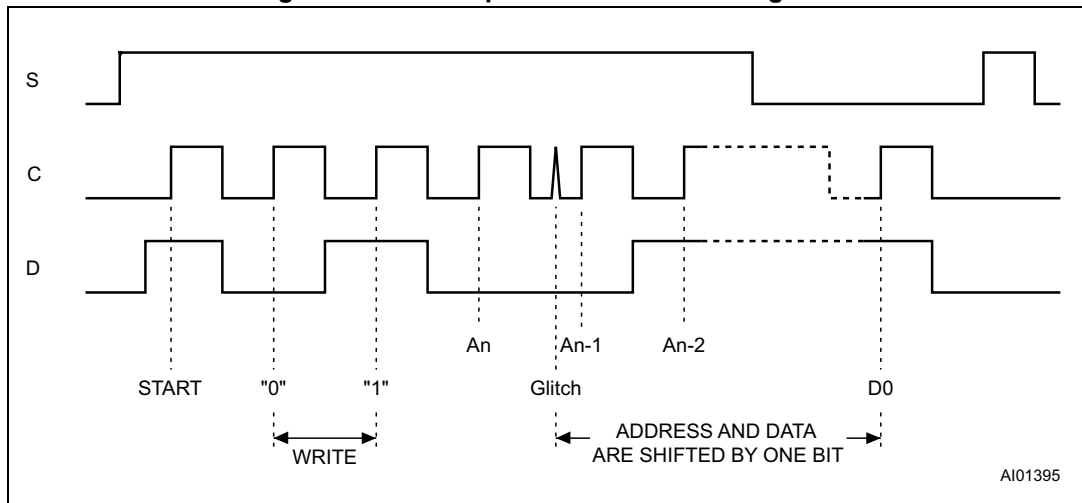 S
C
D
An
An-1
An-2
START
"0"
"1"
Glitch
D0
WRITE
ADDRESS AND DATA
ARE SHIFTED BY ONE BIT
AI01395